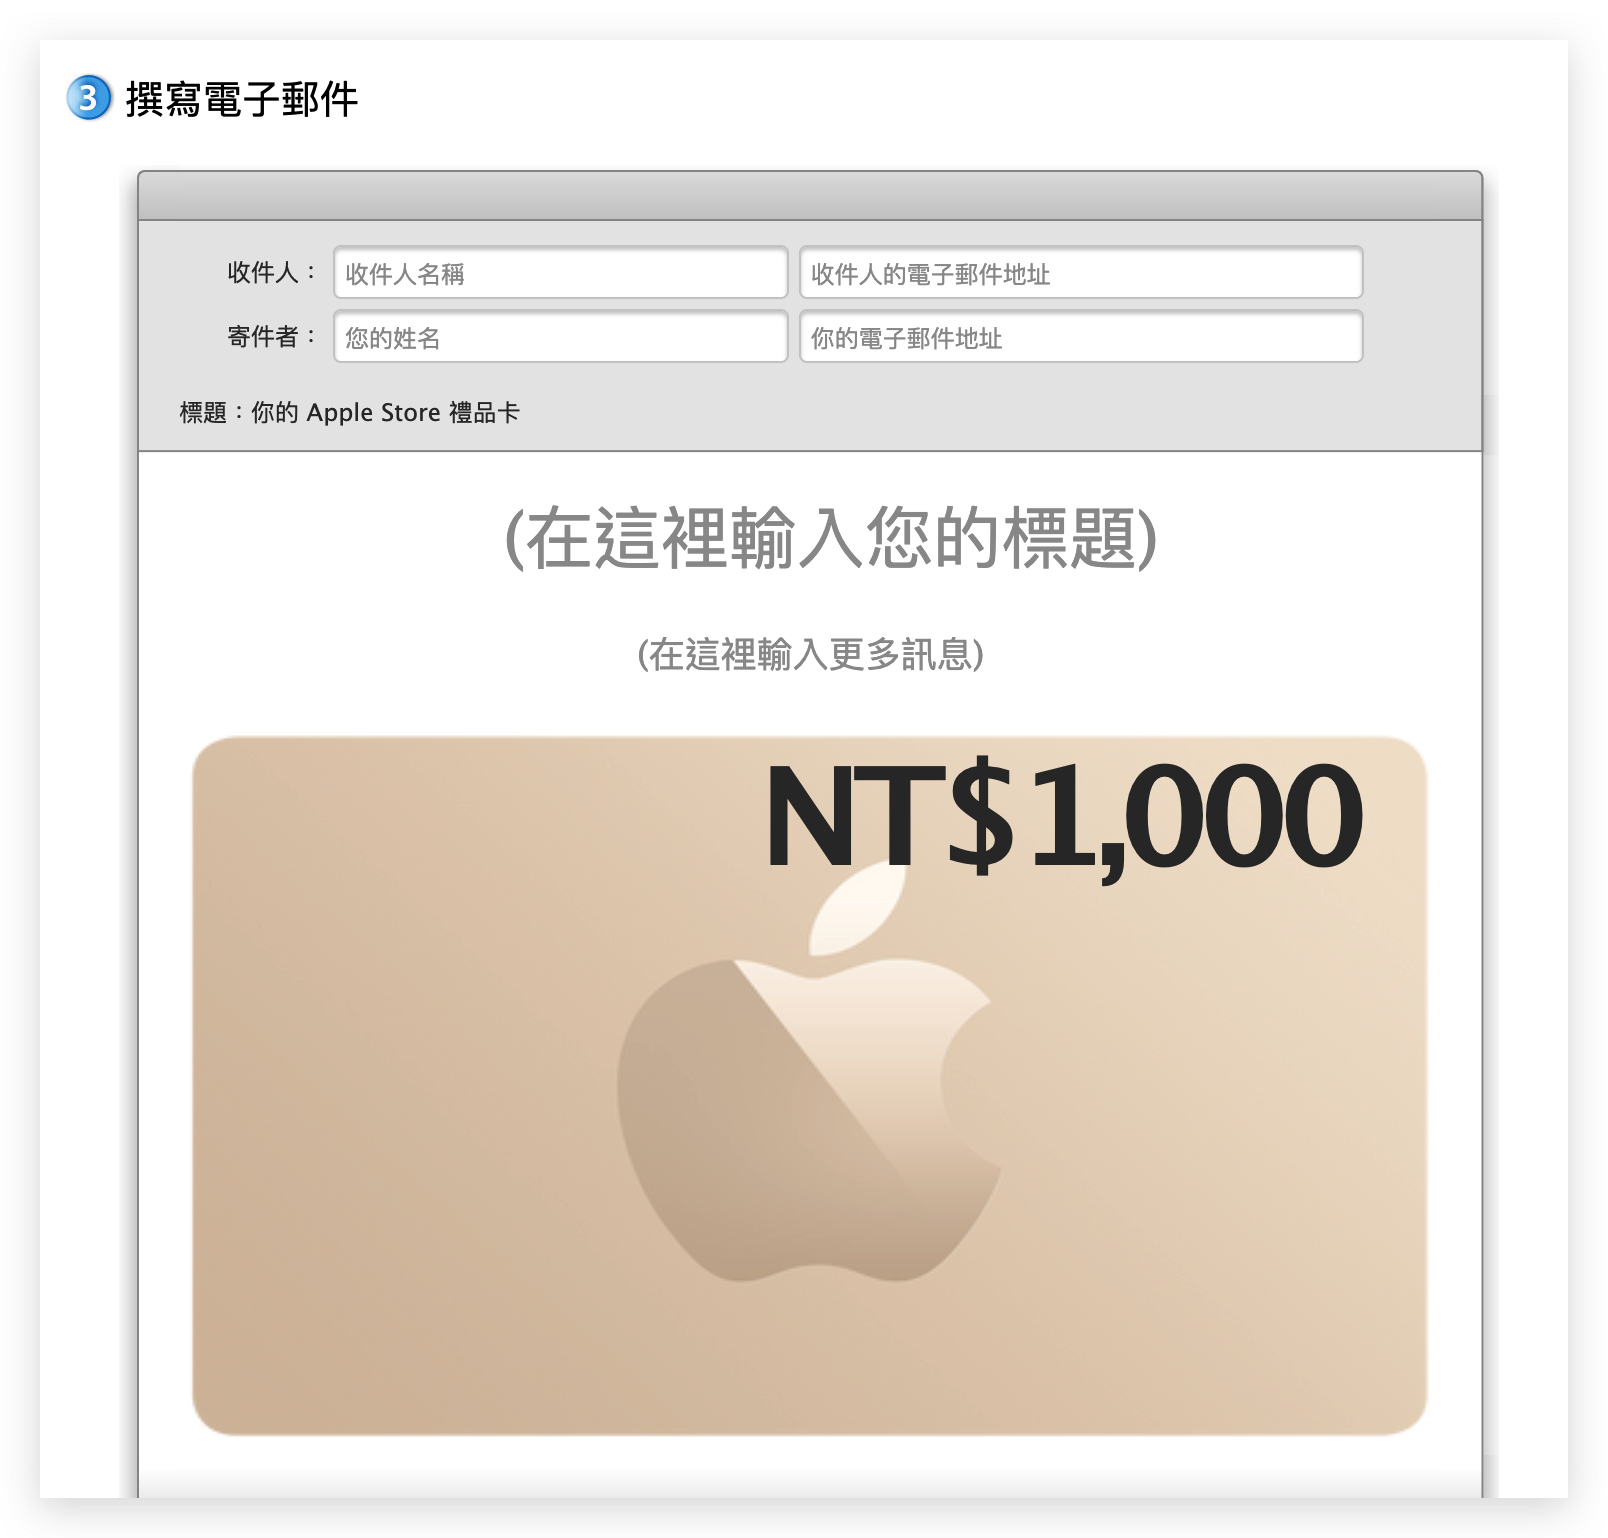 3 撰寫電子郵件
收件人： 收件人名稱 收件人的電子郵件地址
寄件者： 您的姓名 你的電子郵件地址
標題：你的 Apple Store 禮品卡
(在這裡輸入您的標題)
(在這裡輸入更多訊息)
NT$1,000